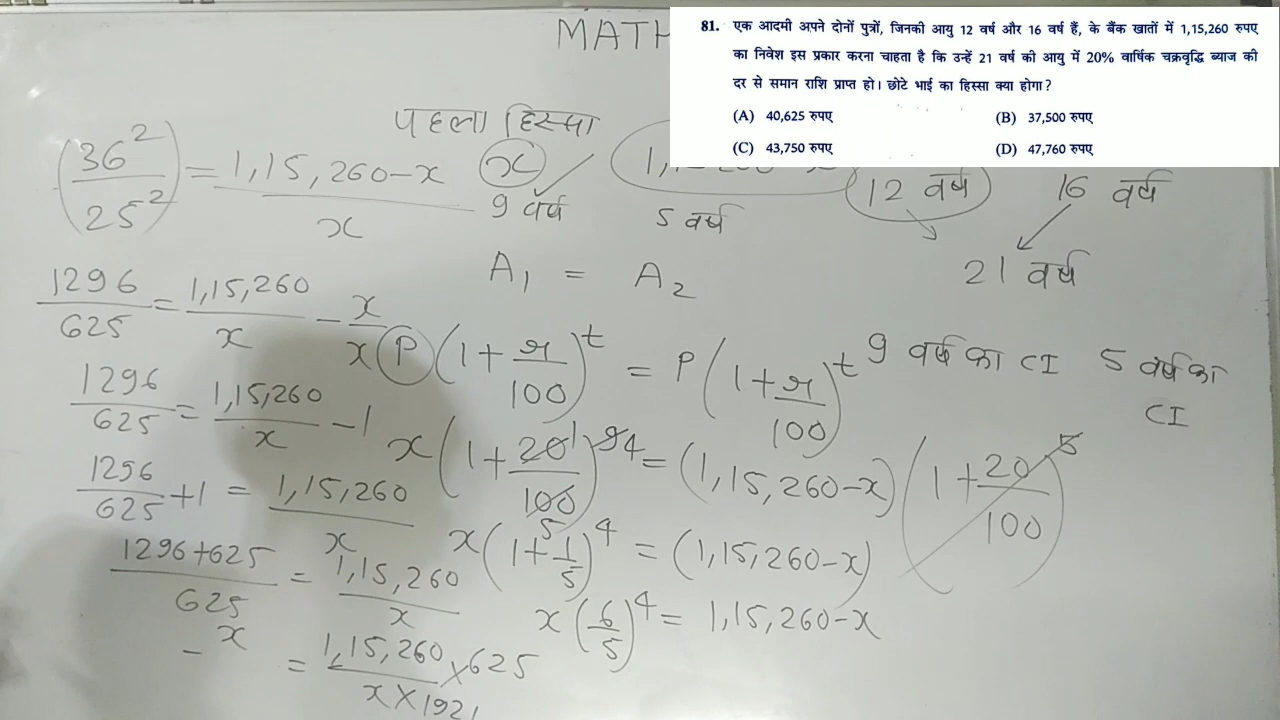 MATH
81. एक आदमी अपने दोनों पुत्रों, जिनकी आयु 12 वर्ष और 16 वर्ष हैं, के बैंक खातों में 1,15,260 रुपए
का निवेश इस प्रकार करना चाहता है कि उन्हें 21 वर्ष की आयु में 20% वार्षिक चक्रवृद्धि ब्याज की
दर से समान राशि प्राप्त हो। छोटे भाई का हिस्सा क्या होगा?
(A) 40,625 रुपए (B) 37,500 रुपए
(C) 43,750 रुपए (D) 47,760 रुपए
पहला हिस्सा
x
9 वर्ष 5 वर्ष
12 वर्ष 16 वर्ष
21 वर्ष
A₁ = A₂
P(1+r/100)^t = P(1+r/100)^t
9 वर्ष का CI 5 वर्ष का
CI
x(1+20/100)^9 4 = (1,15,260-x)(1+20/100)^5
x(1+1/5)^4 = (1,15,260-x)
x(6/5)^4 = 1,15,260-x
(36²/25²) = 1,15,260-x/x
1296/625 = 1,15,260/x - x/x
1296/625 = 1,15,260/x - 1
1296/625 + 1 = 1,15,260/x
1296+625/625 = 1,15,260/x
x = 1,15,260×625/x×1921